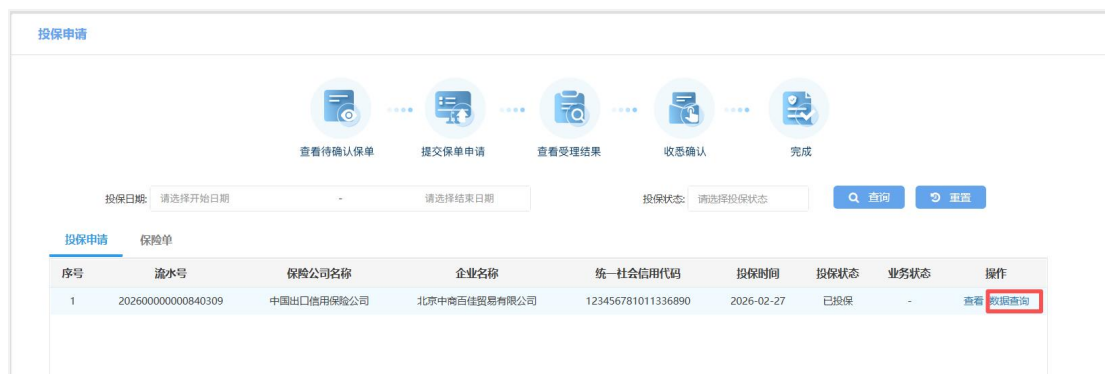 投保申请
查看待确认保单 提交保单申请 查看受理结果 收悉确认 完成
投保日期: 请选择开始日期 - 请选择结束日期 投保状态: 请选择投保状态 查询 重置
投保申请 保险单
序号 流水号 保险公司名称 企业名称 统一社会信用代码 投保时间 投保状态 业务状态 操作
1 202600000000840309 中国出口信用保险公司 北京中商百佳贸易有限公司 123456781011336890 2026-02-27 已投保 - 查看 数据查询